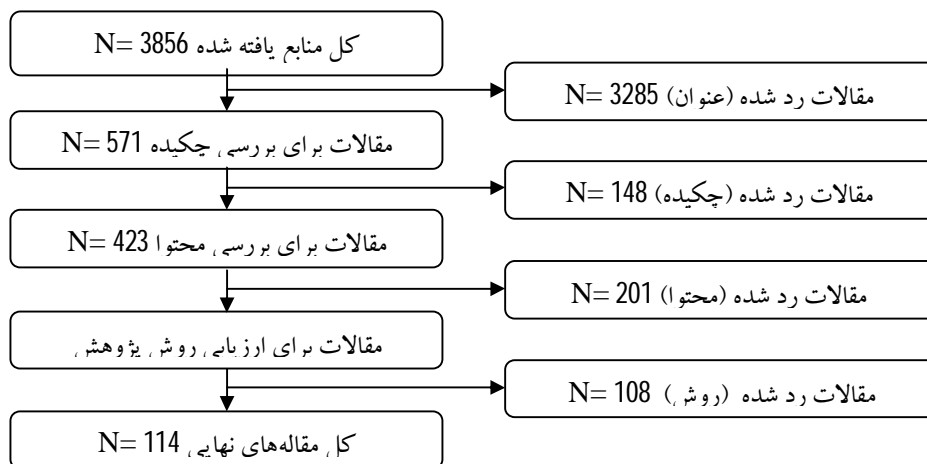 کل منابع یافته شده N= 3856
مقالات رد شده (عنوان) N= 3285
مقالات برای بررسی چکیده N= 571
مقالات رد شده (چکیده) N= 148
مقالات برای بررسی محتوا N= 423
مقالات رد شده (محتوا) N= 201
مقالات برای ارزیابی روش پژوهش
مقالات رد شده (روش) N= 108
کل مقاله‌های نهایی N= 114